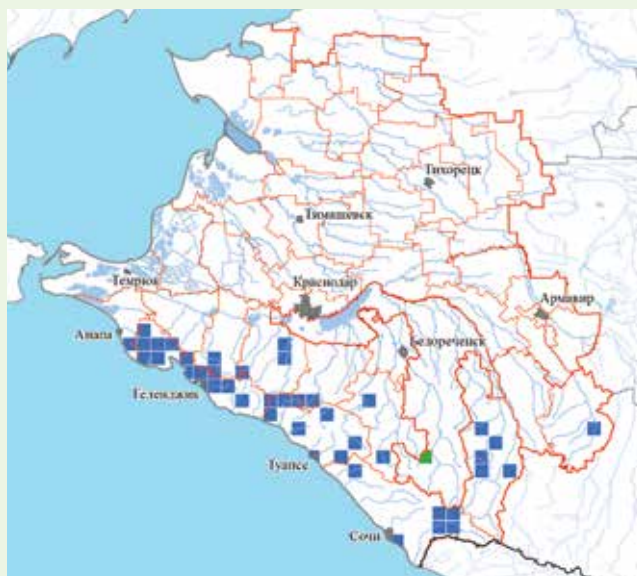 Тихорецк
Тимашевск
Темрюк
Краснодар
Армавир
Анапа
Белореченск
Геленджик
Туапсе
Сочи